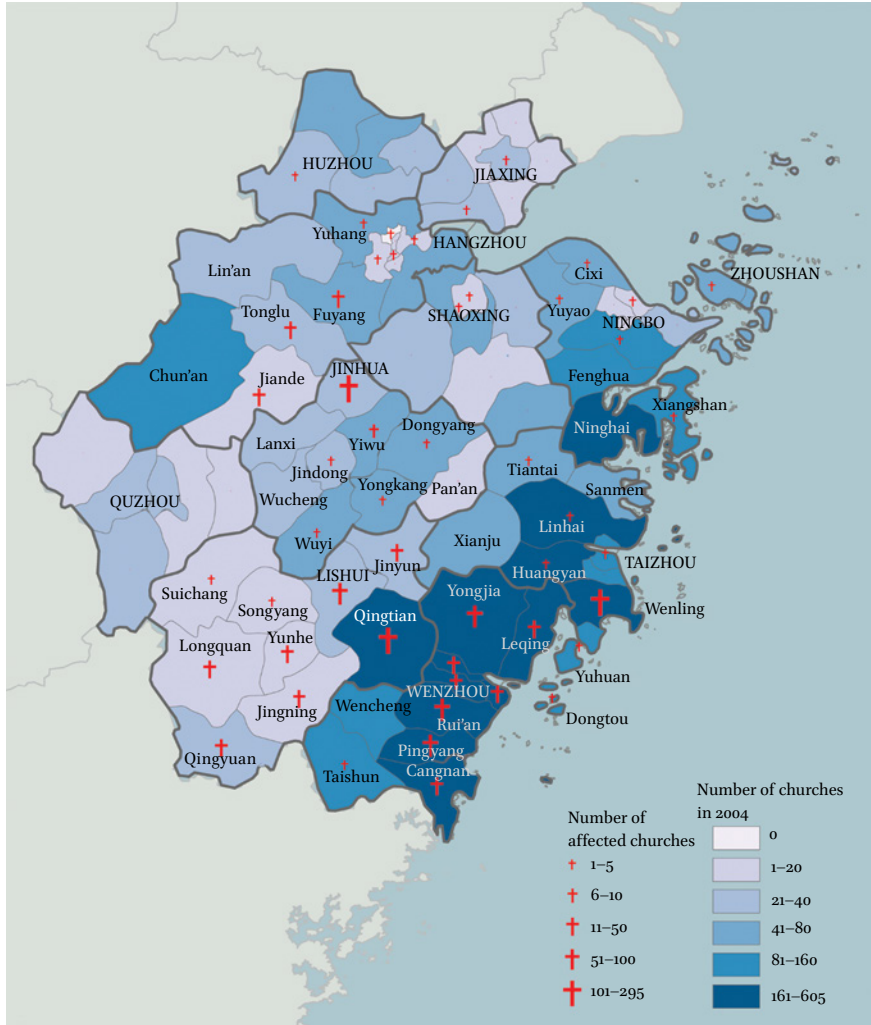 HUZHOU
JIAXING
Yuhang
HANGZHOU
Lin'an
Cixi
ZHOUSHAN
Tonglu
Fuyang
SHAOXING
Yuyao
NINGBO
Chun'an
Jiande
JINHUA
Fenghua
Xiangshan
Ninghai
Lanxi
Yiwu
Dongyang
Jindong
Tiantai
QUZHOU
Wucheng
Yongkang
Pan'an
Sanmen
Linhai
Wuyi
Xianju
Jinyun
TAIZHOU
LISHUI
Huangyan
Suichang
Yongjia
Songyang
Wenling
Qingtian
Longquan
Yunhe
Leqing
Yuhuan
WENZHOU
Jingning
Wencheng
Dongtou
Rui'an
Qingyuan
Pingyang
Taishun
Cangnan
Number of
affected churches
1–5
6–10
11–50
51–100
101–295
Number of churches
in 2004
0
1–20
21–40
41–80
81–160
161–605